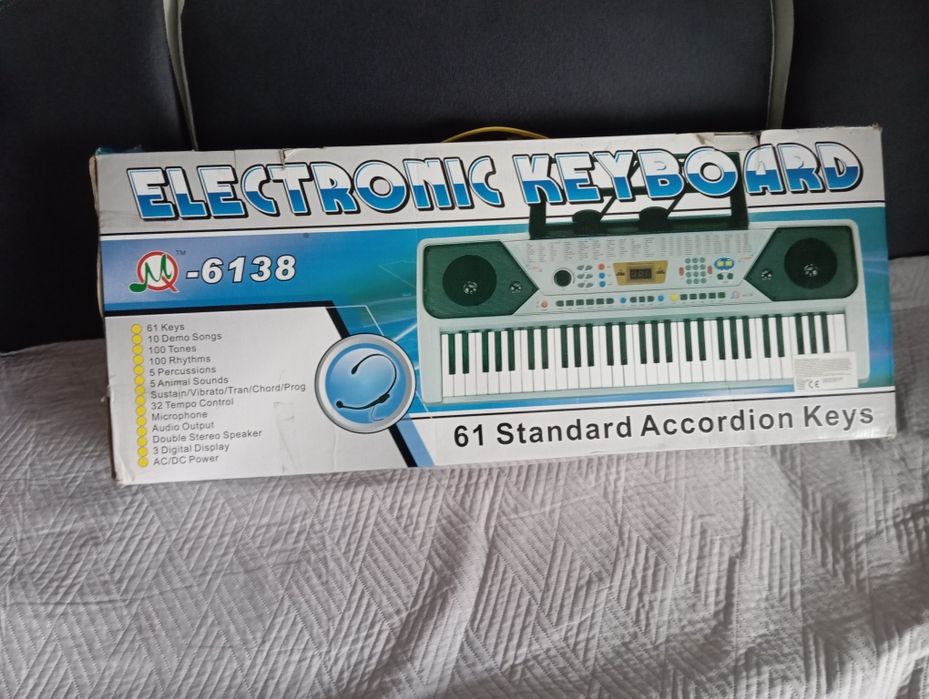 ELECTRONIC KEYBOARD
MQ™-6138
61 Keys
10 Demo Songs
100 Tones
100 Rhythms
5 Percussions
5 Animal Sounds
Sustain/Vibrato/Tran/Chord/Prog
32 Tempo Control
Microphone
Audio Output
Double Stereo Speaker
3 Digital Display
AC/DC Power
61 Standard Accordion Keys
CE